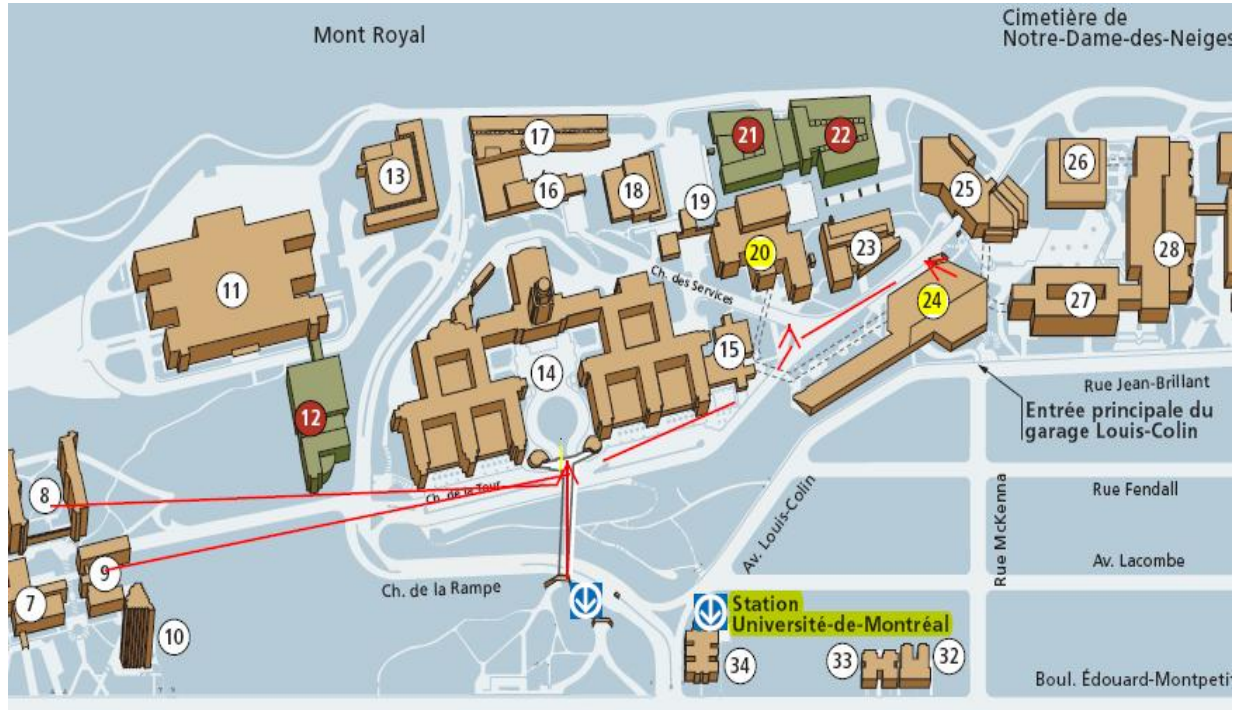 Mont Royal
Cimetière de
Notre-Dame-des-Neiges
17
21
22
13
16
18
19
25
26
20
23
28
11
Ch. des Services
24
27
15
14
12
Rue Jean-Brillant
Entrée principale du
garage Louis-Colin
8
Ch. de la Tour
Rue Fendall
Av. Louis-Colin
Rue McKenna
9
Av. Lacombe
Ch. de la Rampe
7
Station
Université-de-Montréal
10
34
33
32
Boul. Édouard-Montpetit